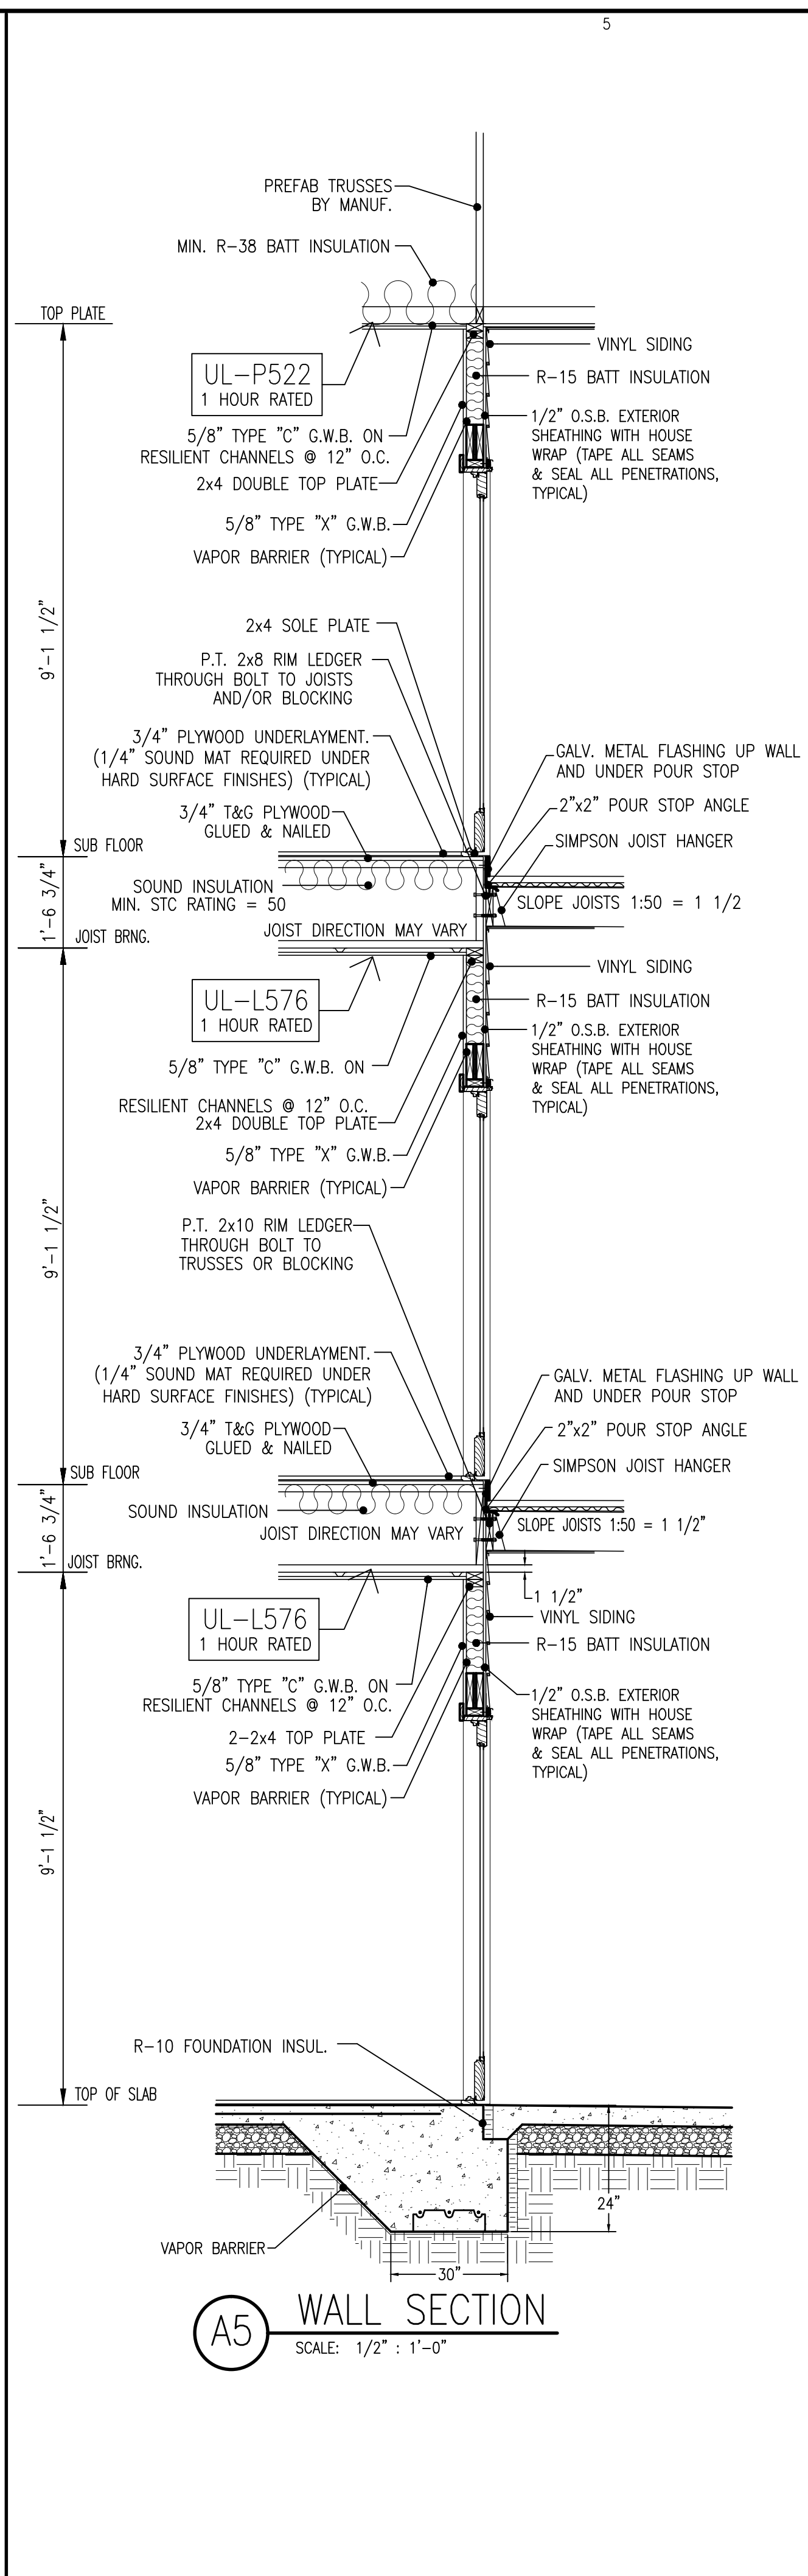 5
PREFAB TRUSSES
BY MANUF.
MIN. R-38 BATT INSULATION
TOP PLATE
VINYL SIDING
UL-P522
1 HOUR RATED
R-15 BATT INSULATION
5/8" TYPE "C" G.W.B. ON
RESILIENT CHANNELS @ 12" O.C.
1/2" O.S.B. EXTERIOR
SHEATHING WITH HOUSE
WRAP (TAPE ALL SEAMS
& SEAL ALL PENETRATIONS,
TYPICAL)
2x4 DOUBLE TOP PLATE
5/8" TYPE "X" G.W.B.
VAPOR BARRIER (TYPICAL)
9'-1 1/2"
2x4 SOLE PLATE
P.T. 2x8 RIM LEDGER
THROUGH BOLT TO JOISTS
AND/OR BLOCKING
3/4" PLYWOOD UNDERLAYMENT.
(1/4" SOUND MAT REQUIRED UNDER
HARD SURFACE FINISHES) (TYPICAL)
GALV. METAL FLASHING UP WALL
AND UNDER POUR STOP
3/4" T&G PLYWOOD
GLUED & NAILED
2"x2" POUR STOP ANGLE
SUB FLOOR
SIMPSON JOIST HANGER
1'-6 3/4"
SOUND INSULATION
MIN. STC RATING = 50
SLOPE JOISTS 1:50 = 1 1/2
JOIST BRNG.
JOIST DIRECTION MAY VARY
VINYL SIDING
UL-L576
1 HOUR RATED
R-15 BATT INSULATION
1/2" O.S.B. EXTERIOR
SHEATHING WITH HOUSE
WRAP (TAPE ALL SEAMS
& SEAL ALL PENETRATIONS,
TYPICAL)
5/8" TYPE "C" G.W.B. ON
RESILIENT CHANNELS @ 12" O.C.
2x4 DOUBLE TOP PLATE
5/8" TYPE "X" G.W.B.
VAPOR BARRIER (TYPICAL)
9'-1 1/2"
P.T. 2x10 RIM LEDGER
THROUGH BOLT TO
TRUSSES OR BLOCKING
3/4" PLYWOOD UNDERLAYMENT.
(1/4" SOUND MAT REQUIRED UNDER
HARD SURFACE FINISHES) (TYPICAL)
GALV. METAL FLASHING UP WALL
AND UNDER POUR STOP
3/4" T&G PLYWOOD
GLUED & NAILED
2"x2" POUR STOP ANGLE
SUB FLOOR
SIMPSON JOIST HANGER
1'-6 3/4"
SOUND INSULATION
SLOPE JOISTS 1:50 = 1 1/2"
JOIST DIRECTION MAY VARY
JOIST BRNG.
1 1/2"
UL-L576
1 HOUR RATED
VINYL SIDING
R-15 BATT INSULATION
5/8" TYPE "C" G.W.B. ON
RESILIENT CHANNELS @ 12" O.C.
1/2" O.S.B. EXTERIOR
SHEATHING WITH HOUSE
WRAP (TAPE ALL SEAMS
& SEAL ALL PENETRATIONS,
TYPICAL)
2-2x4 TOP PLATE
5/8" TYPE "X" G.W.B.
VAPOR BARRIER (TYPICAL)
9'-1 1/2"
R-10 FOUNDATION INSUL.
TOP OF SLAB
24"
VAPOR BARRIER
30"
A5
WALL SECTION
SCALE: 1/2" : 1'-0"